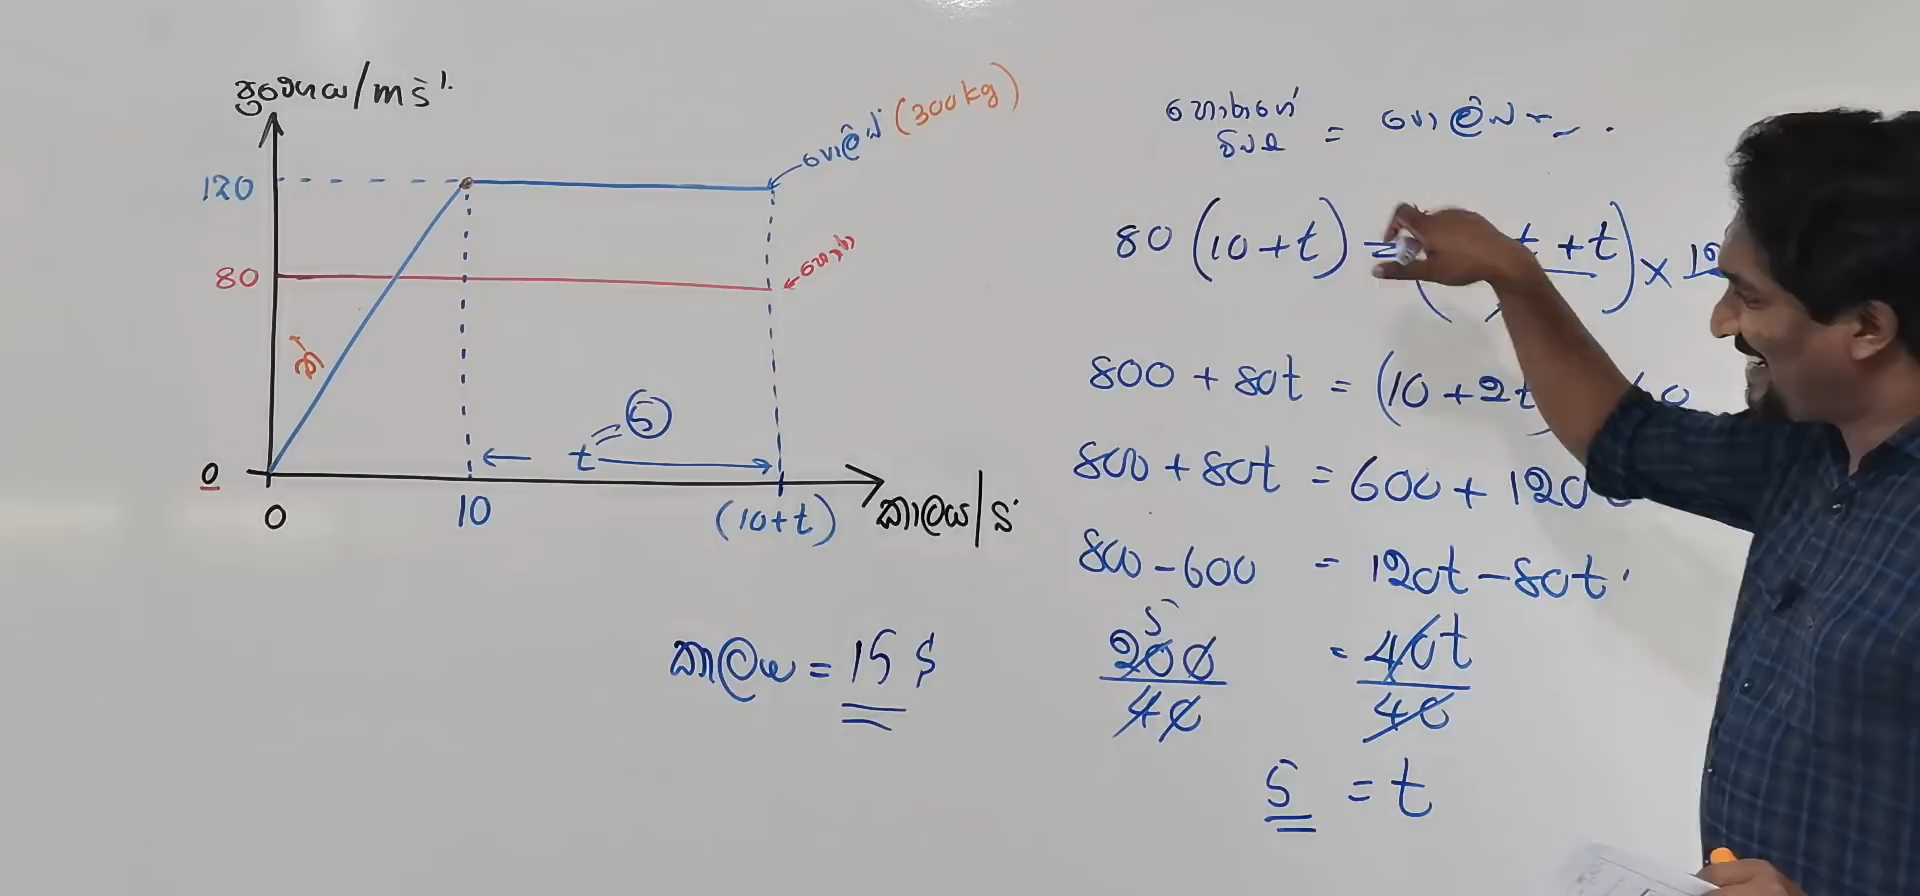 ප්‍රවේගය/ms⁻¹
120
පොලිස් (300kg)
80
හොරා
t = 5
0
0
10
(10+t)
කාලය/s
කාලය = 15 s
හොරාගේ = පොලිස්
80 (10+t) = + t) ×
800 + 80t = (10 + 2t
800 + 80t = 600 + 120
800 - 600 = 120t - 80t
5
200 = 40t
40 40
5 = t